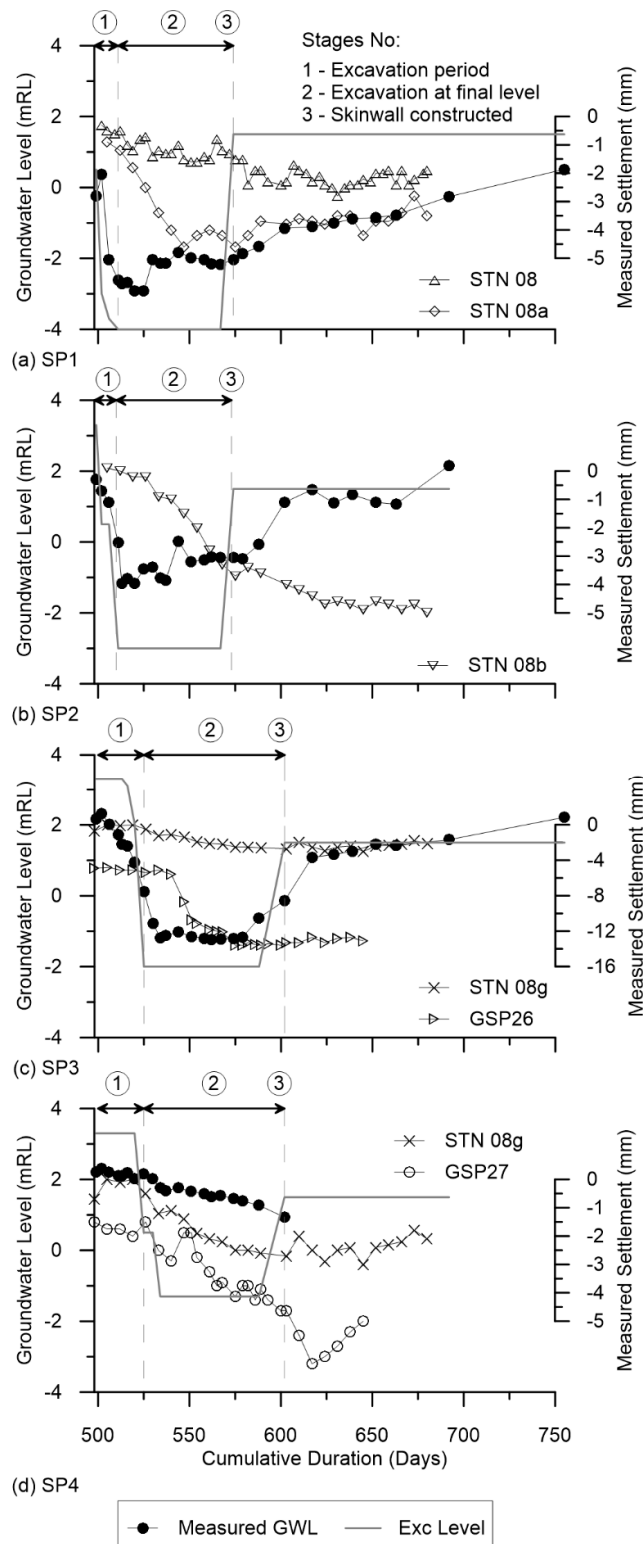 ① ② ③
Stages No:
1 - Excavation period
2 - Excavation at final level
3 - Skinwall constructed
Groundwater Level (mRL)
4
2
0
-2
-4
Measured Settlement (mm)
0
-1
-2
-3
-4
-5
STN 08
STN 08a
(a) SP1
① ② ③
Groundwater Level (mRL)
4
2
0
-2
-4
Measured Settlement (mm)
0
-1
-2
-3
-4
-5
STN 08b
(b) SP2
① ② ③
Groundwater Level (mRL)
4
2
0
-2
-4
Measured Settlement (mm)
0
-4
-8
-12
-16
STN 08g
GSP26
(c) SP3
① ② ③
Groundwater Level (mRL)
4
2
0
-2
-4
STN 08g
GSP27
Measured Settlement (mm)
0
-1
-2
-3
-4
-5
500 550 600 650 700 750
Cumulative Duration (Days)
(d) SP4
Measured GWL Exc Level